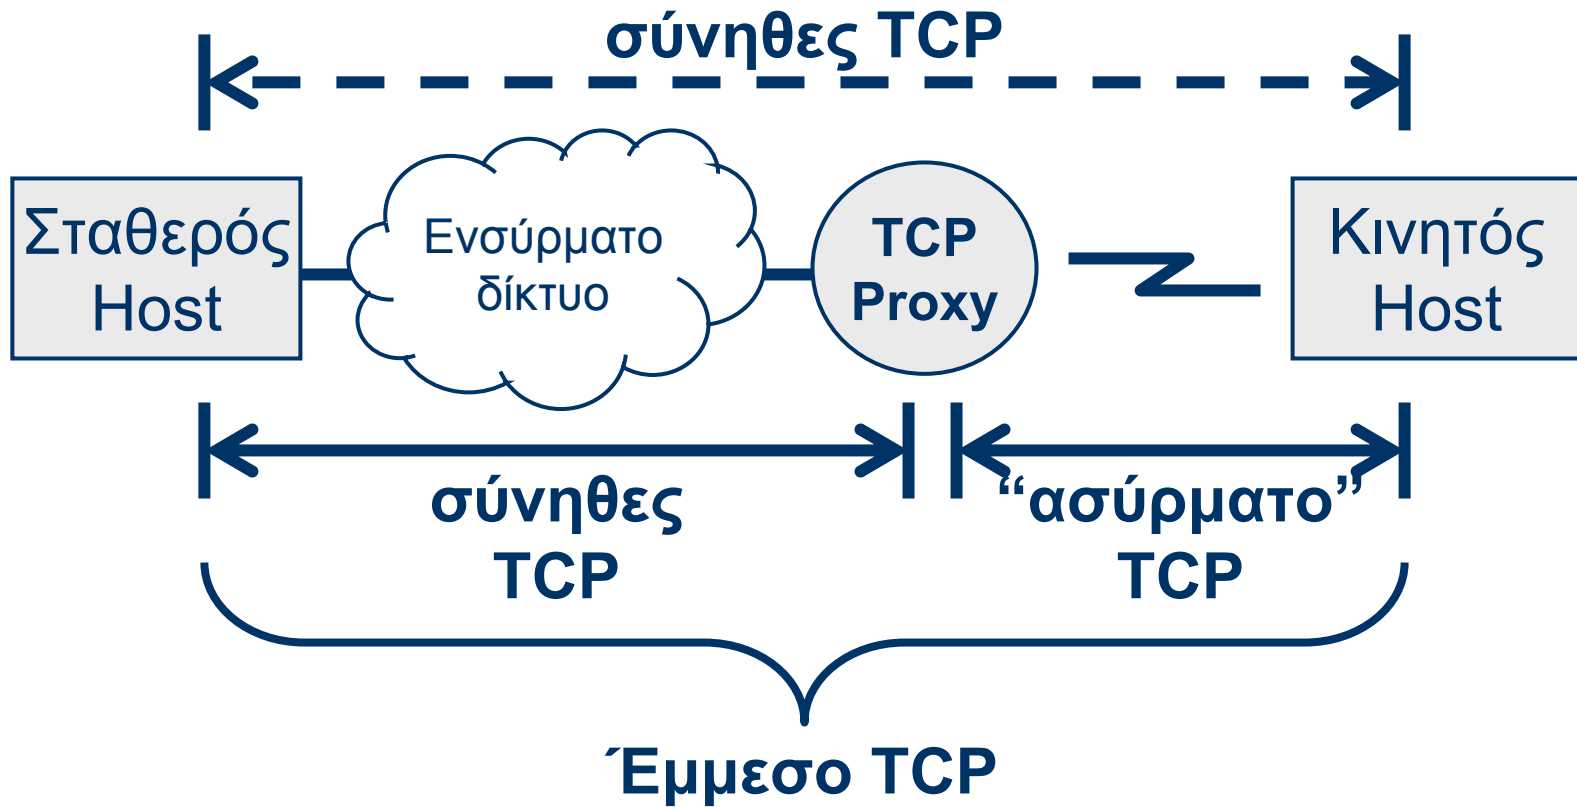 σύνηθες TCP
Σταθερός
Host
Ενσύρματο
δίκτυο
TCP
Proxy
Κινητός
Host
σύνηθες
TCP
“ασύρματο”
TCP
Έμμεσο TCP